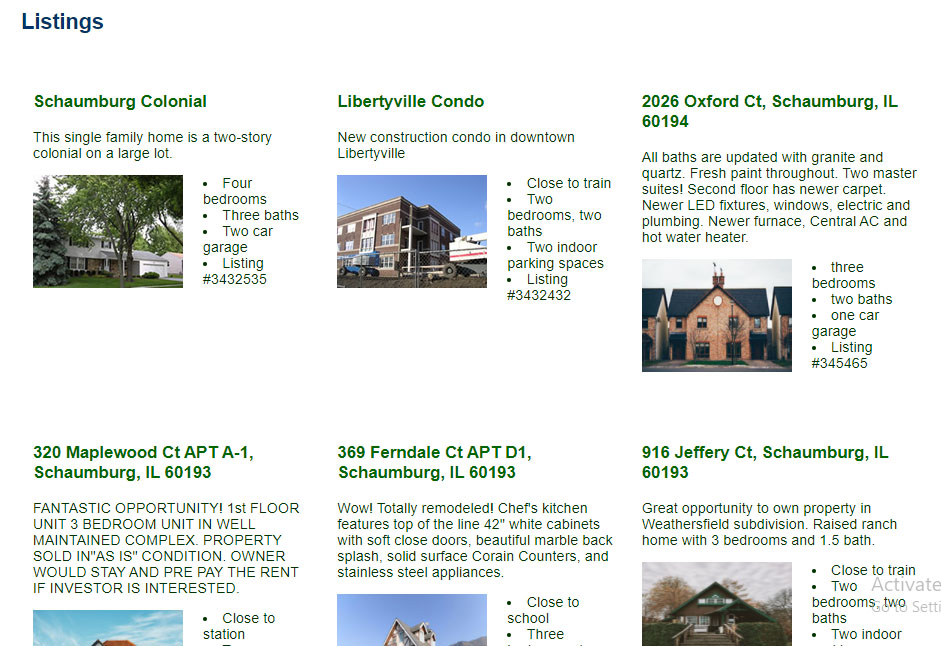 Listings
Schaumburg Colonial
This single family home is a two-story
colonial on a large lot.
Four
bedrooms
Three baths
Two car
garage
Listing
#3432535
Libertyville Condo
New construction condo in downtown
Libertyville
Close to train
Two
bedrooms, two
baths
Two indoor
parking spaces
Listing
#3432432
2026 Oxford Ct, Schaumburg, IL
60194
All baths are updated with granite and
quartz. Fresh paint throughout. Two master
suites! Second floor has newer carpet.
Newer LED fixtures, windows, electric and
plumbing. Newer furnace, Central AC and
hot water heater.
three
bedrooms
two baths
one car
garage
Listing
#345465
320 Maplewood Ct APT A-1,
Schaumburg, IL 60193
FANTASTIC OPPORTUNITY! 1st FLOOR
UNIT 3 BEDROOM UNIT IN WELL
MAINTAINED COMPLEX. PROPERTY
SOLD IN"AS IS" CONDITION. OWNER
WOULD STAY AND PRE PAY THE RENT
IF INVESTOR IS INTERESTED.
Close to
station
369 Ferndale Ct APT D1,
Schaumburg, IL 60193
Wow! Totally remodeled! Chef's kitchen
features top of the line 42" white cabinets
with soft close doors, beautiful marble back
splash, solid surface Corain Counters, and
stainless steel appliances.
Close to
school
Three
916 Jeffery Ct, Schaumburg, IL
60193
Great opportunity to own property in
Weathersfield subdivision. Raised ranch
home with 3 bedrooms and 1.5 bath.
Close to train
Two
bedrooms, two
baths
Two indoor
Activate
Go to Setti